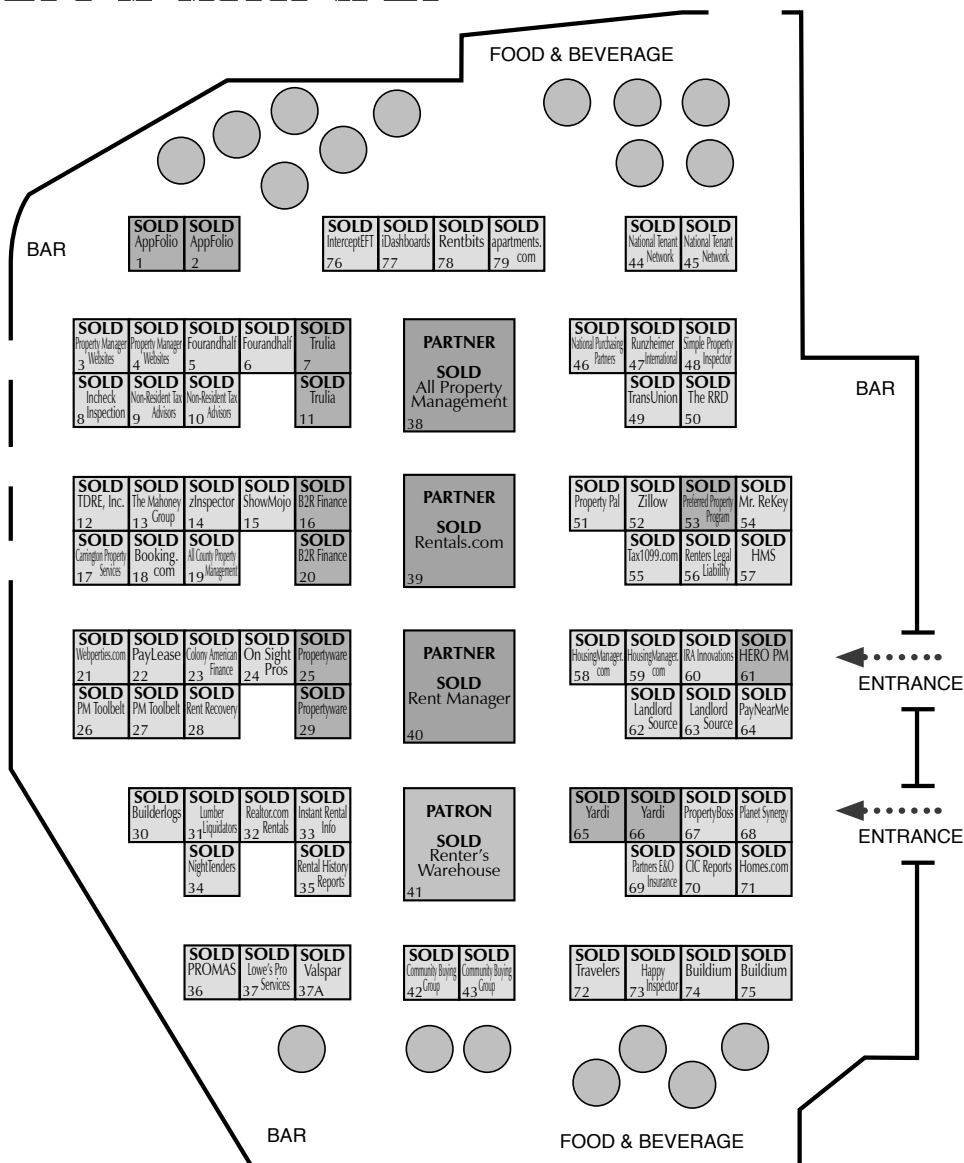 FOOD & BEVERAGE
BAR
SOLD SOLD
AppFolio AppFolio
1 2
SOLD SOLD SOLD SOLD
InterceptEFT iDashboards Rentbits apartments.
76 77 78 79 com
SOLD SOLD
National Tenant National Tenant
44 Network 45 Network
SOLD SOLD SOLD SOLD SOLD
Property Manager Property Manager Fourandhalf Fourandhalf Trulia
3 Websites 4 Websites 5 6 7
SOLD SOLD SOLD SOLD
Incheck Non-Resident Tax Non-Resident Tax Trulia
8 Inspection 9 Advisors 10 Advisors 11
PARTNER
SOLD
All Property
Management
38
SOLD SOLD SOLD
National Purchasing Runzheimer Simple Property
46 Partners 47 International 48 Inspector
SOLD SOLD
TransUnion The RRD
49 50
BAR
SOLD SOLD SOLD SOLD SOLD
TDRE, Inc. The Mahoney zInspector ShowMojo B2R Finance
12 13 Group 14 15 16
SOLD SOLD SOLD SOLD
Carrington Property Booking. All County Property B2R Finance
17 Services 18 com 19 Management 20
PARTNER
SOLD
Rentals.com
39
SOLD SOLD SOLD SOLD
Property Pal Zillow Preferred Property Mr. ReKey
51 52 53 Program 54
SOLD SOLD SOLD
Tax1099.com Renters Legal HMS
55 56 Liability 57
SOLD SOLD SOLD SOLD SOLD
Webperties.com PayLease Colony American On Sight Propertyware
21 22 23 Finance 24 Pros 25
SOLD SOLD SOLD SOLD
PM Toolbelt PM Toolbelt Rent Recovery Propertyware
26 27 28 29
PARTNER
SOLD
Rent Manager
40
SOLD SOLD SOLD SOLD
HousingManager. HousingManager. IRA Innovations HERO PM
58 com 59 com 60 61
SOLD SOLD SOLD
Landlord Landlord PayNearMe
62 Source 63 Source 64
ENTRANCE
SOLD SOLD SOLD SOLD
Builderlogs Lumber Realtor.com Instant Rental
30 31 Liquidators 32 Rentals 33 Info
SOLD SOLD
NightTenders Rental History
34 35 Reports
PATRON
SOLD
Renter's
Warehouse
41
SOLD SOLD SOLD SOLD
Yardi Yardi PropertyBoss Planet Synergy
65 66 67 68
SOLD SOLD SOLD
Partners E&O CIC Reports Homes.com
69 Insurance 70 71
ENTRANCE
SOLD SOLD SOLD
PROMAS Lowe's Pro Valspar
36 37 Services 37A
SOLD SOLD
Community Buying Community Buying
42 Group 43 Group
SOLD SOLD SOLD SOLD
Travelers Happy Buildium Buildium
72 73 Inspector 74 75
BAR
FOOD & BEVERAGE